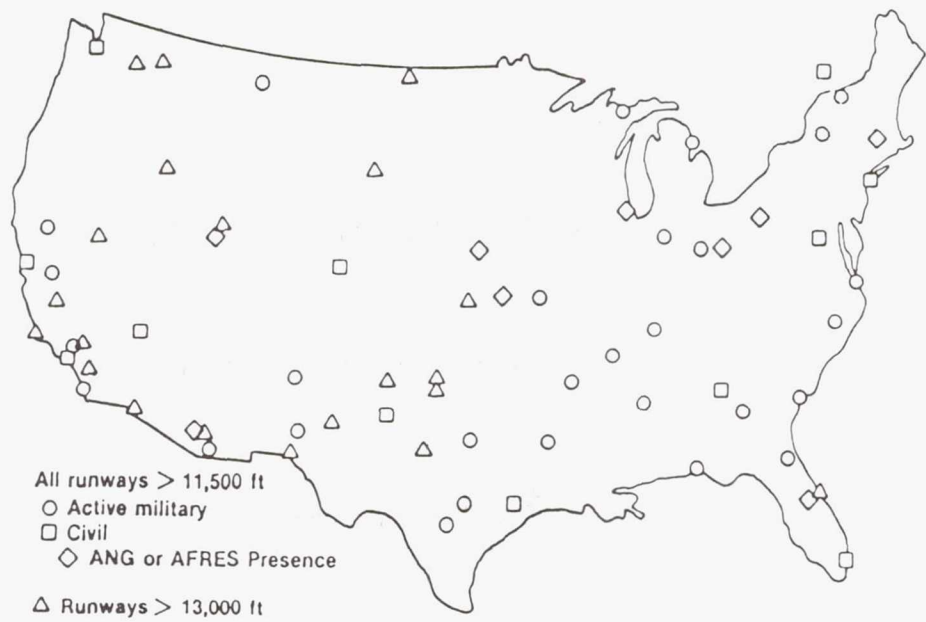 All runways > 11,500 ft
Active military
Civil
ANG or AFRES Presence
Runways > 13,000 ft